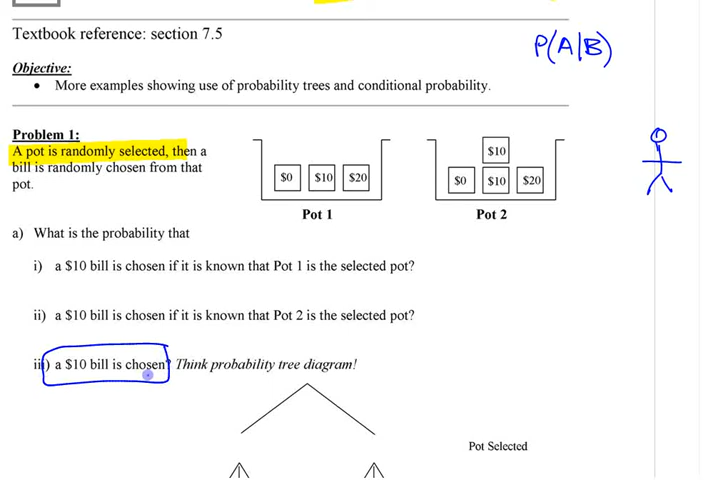 Textbook reference: section 7.5
P(A|B)
Objective:
• More examples showing use of probability trees and conditional probability.
Problem 1:
A pot is randomly selected, then a
bill is randomly chosen from that
pot.
$0 $10 $20
Pot 1
$10
$0 $10 $20
Pot 2
a) What is the probability that
i) a $10 bill is chosen if it is known that Pot 1 is the selected pot?
ii) a $10 bill is chosen if it is known that Pot 2 is the selected pot?
iii) a $10 bill is chosen? Think probability tree diagram!
Pot Selected